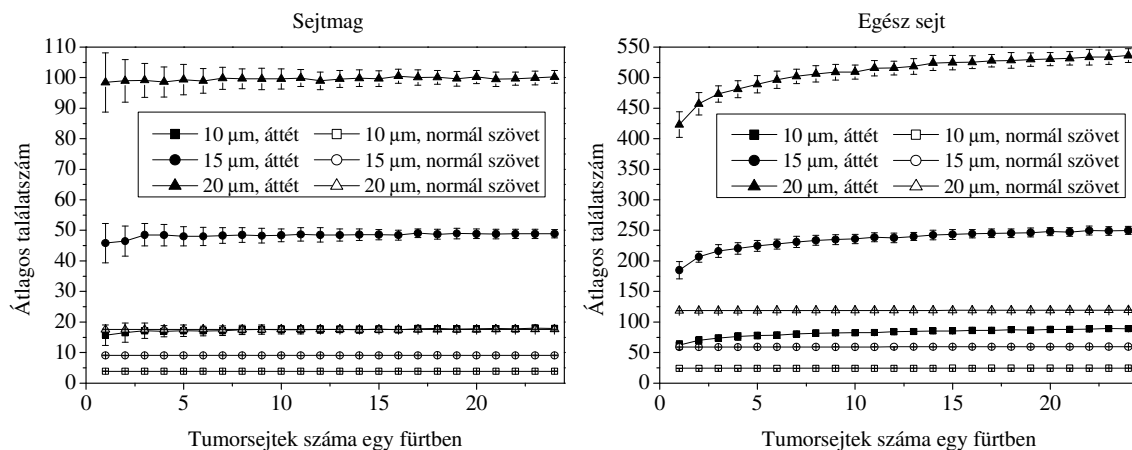 Sejtmag
Átlagos találatszám
110
100
90
80
70
60
50
40
30
20
10
0
10 µm, áttét
10 µm, normál szövet
15 µm, áttét
15 µm, normál szövet
20 µm, áttét
20 µm, normál szövet
0 5 10 15 20
Tumorsejtek száma egy fürtben
Egész sejt
Átlagos találatszám
550
500
450
400
350
300
250
200
150
100
50
0
10 µm, áttét
10 µm, normál szövet
15 µm, áttét
15 µm, normál szövet
20 µm, áttét
20 µm, normál szövet
0 5 10 15 20
Tumorsejtek száma egy fürtben